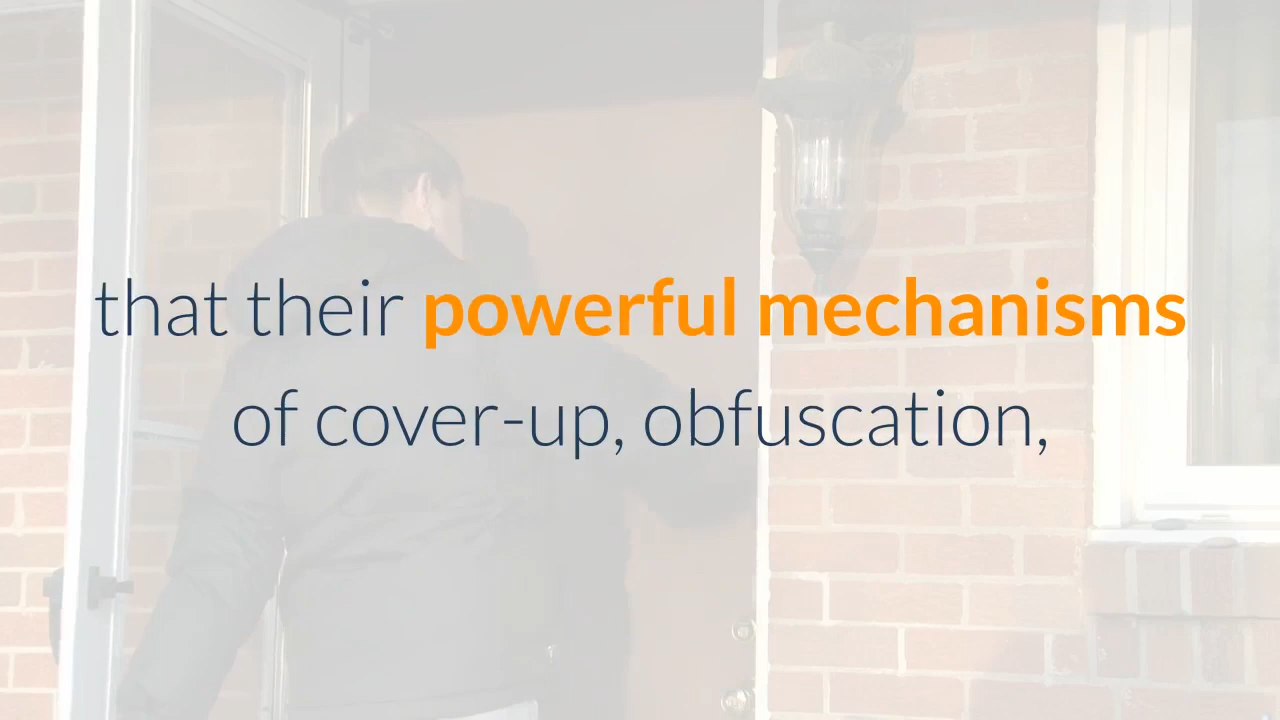 that their powerful mechanisms
of cover-up, obfuscation,